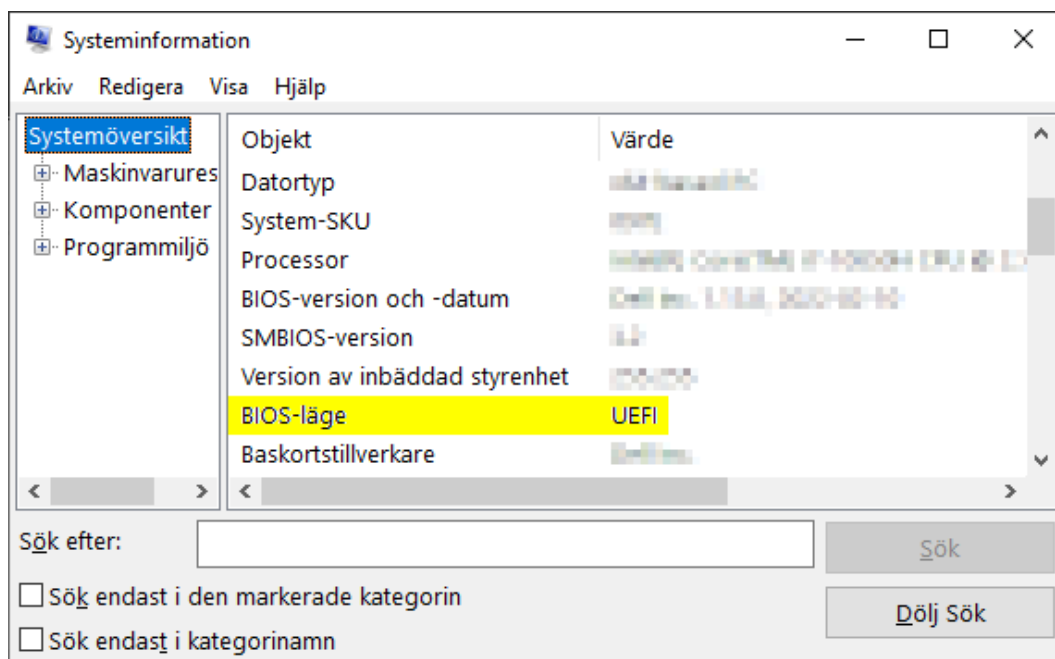 Systeminformation
Arkiv Redigera Visa Hjälp
Systemöversikt
Maskinvarures
Komponenter
Programmiljö
Objekt Värde
Datortyp
System-SKU
Processor
BIOS-version och -datum
SMBIOS-version
Version av inbäddad styrenhet
BIOS-läge UEFI
Baskortstillverkare
Sök efter:
Sök
Sök endast i den markerade kategorin
Dölj Sök
Sök endast i kategorinamn